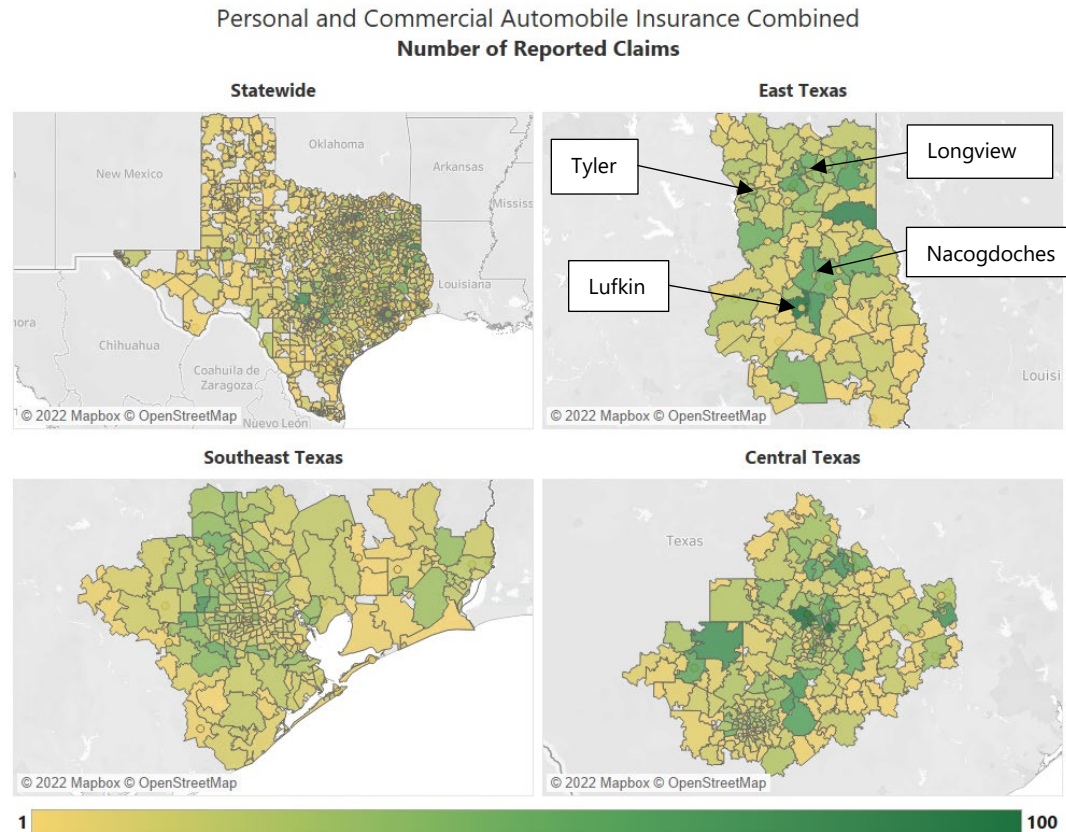 Personal and Commercial Automobile Insurance Combined
Number of Reported Claims
Statewide
Oklahoma
New Mexico
Arkansas
Mississ
Louisiana
Chihuahua
Coahuila de
Zaragoza
Nuevo León
ora
© 2022 Mapbox © OpenStreetMap
East Texas
Tyler
Longview
Nacogdoches
Lufkin
Louisi
© 2022 Mapbox © OpenStreetMap
Southeast Texas
© 2022 Mapbox © OpenStreetMap
Central Texas
Texas
© 2022 Mapbox © OpenStreetMap
1
100